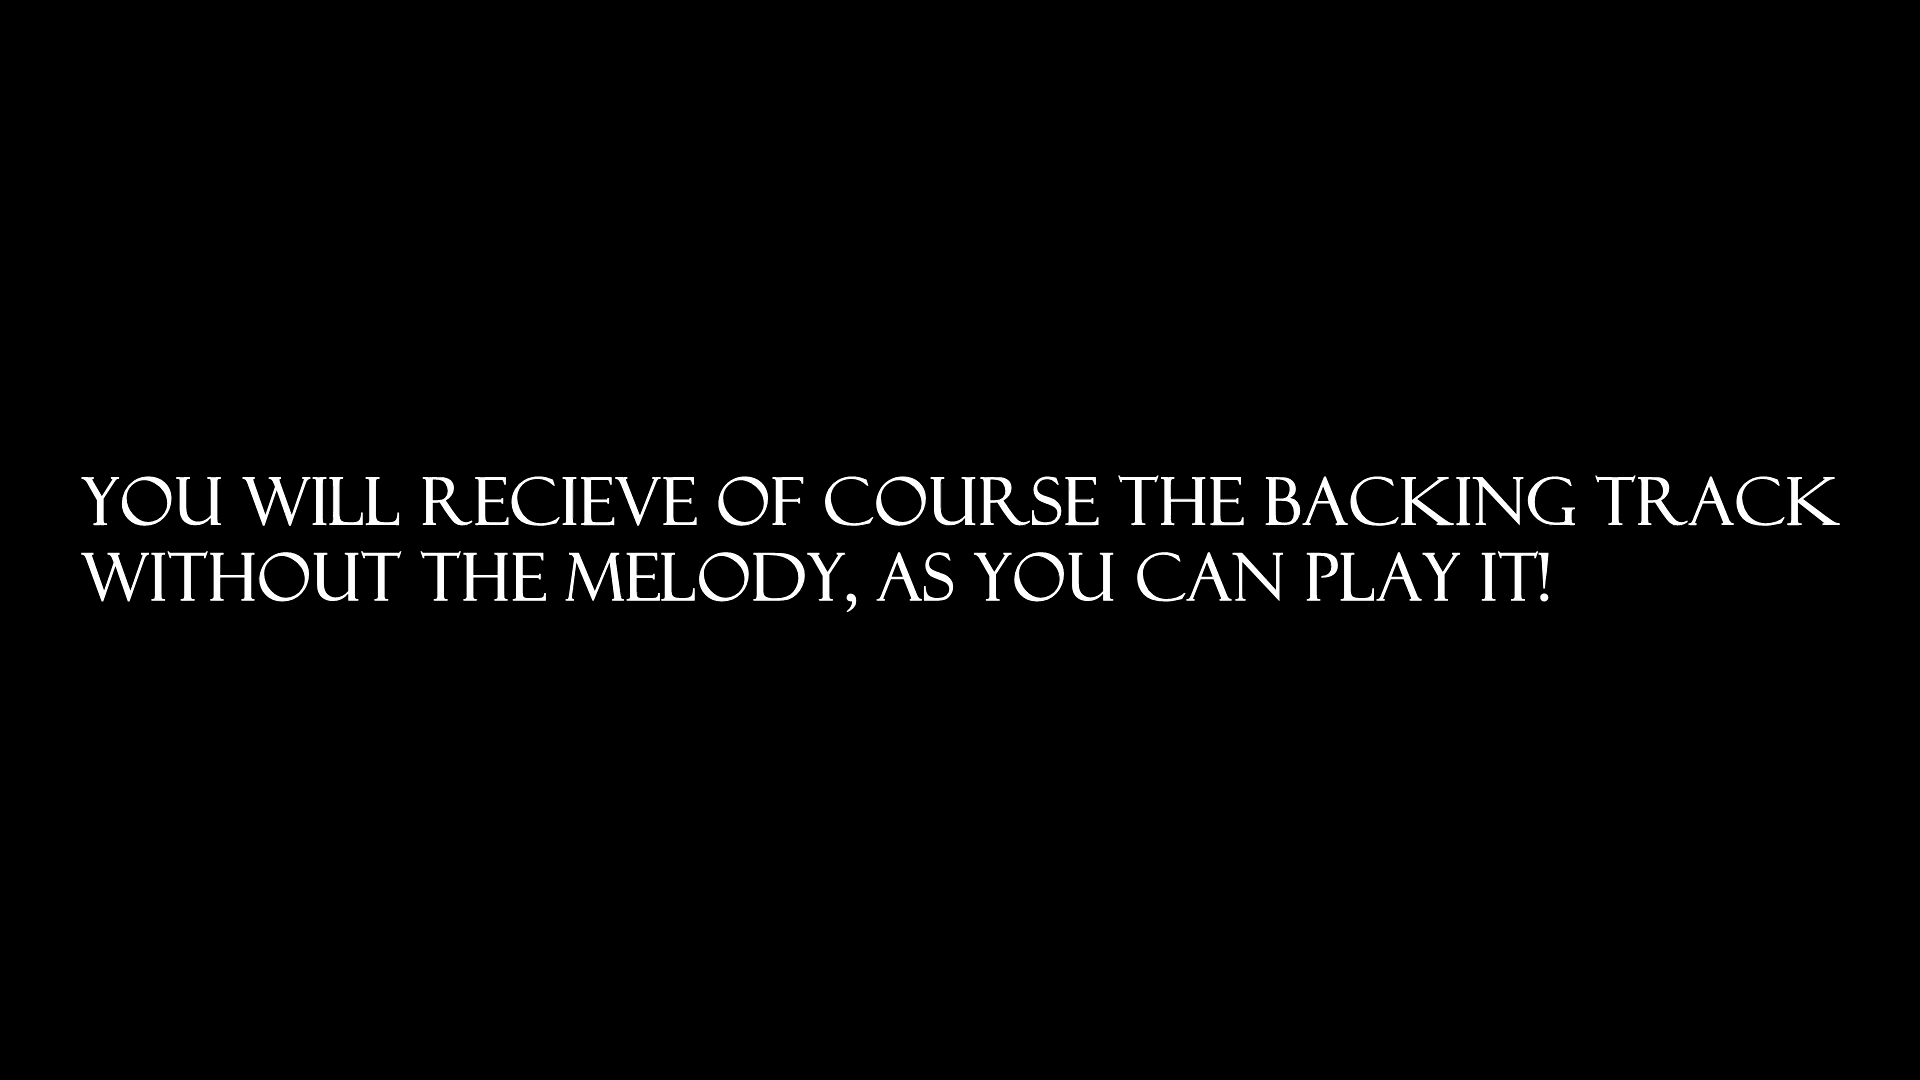 YOU WILL RECIEVE OF COURSE THE BACKING TRACK
WITHOUT THE MELODY, AS YOU CAN PLAY IT!